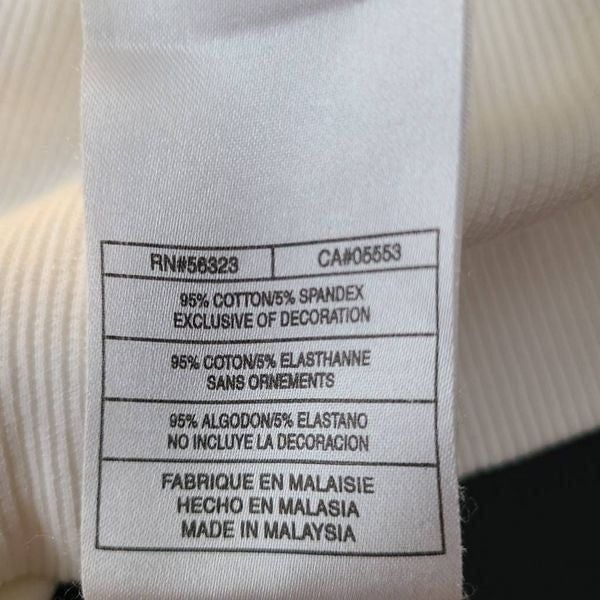 RN#56323 CA#05553
95% COTTON/5% SPANDEX
EXCLUSIVE OF DECORATION
95% COTON/5% ELASTHANNE
SANS ORNEMENTS
95% ALGODON/5% ELASTANO
NO INCLUYE LA DECORACION
FABRIQUE EN MALAISIE
HECHO EN MALASIA
MADE IN MALAYSIA